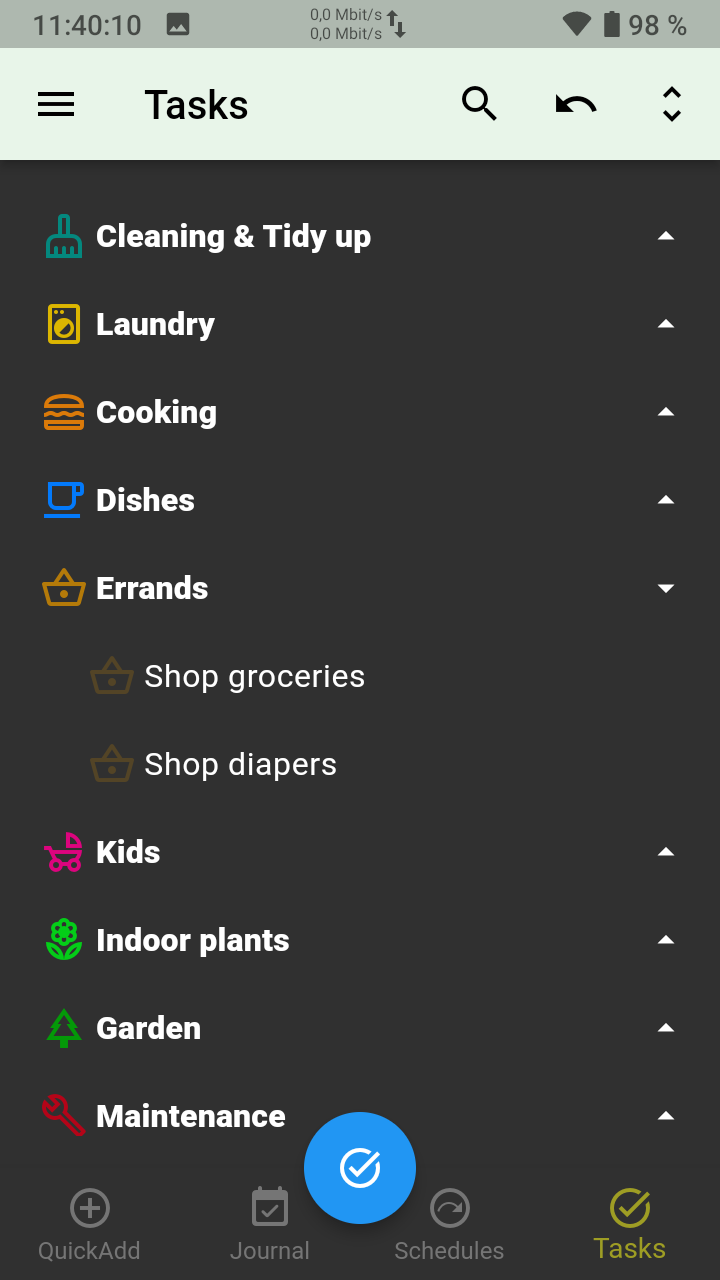 11:40:10
0,0 Mbit/s
0,0 Mbit/s
98 %
Tasks
Cleaning & Tidy up
Laundry
Cooking
Dishes
Errands
Shop groceries
Shop diapers
Kids
Indoor plants
Garden
Maintenance
QuickAdd
Journal
Schedules
Tasks